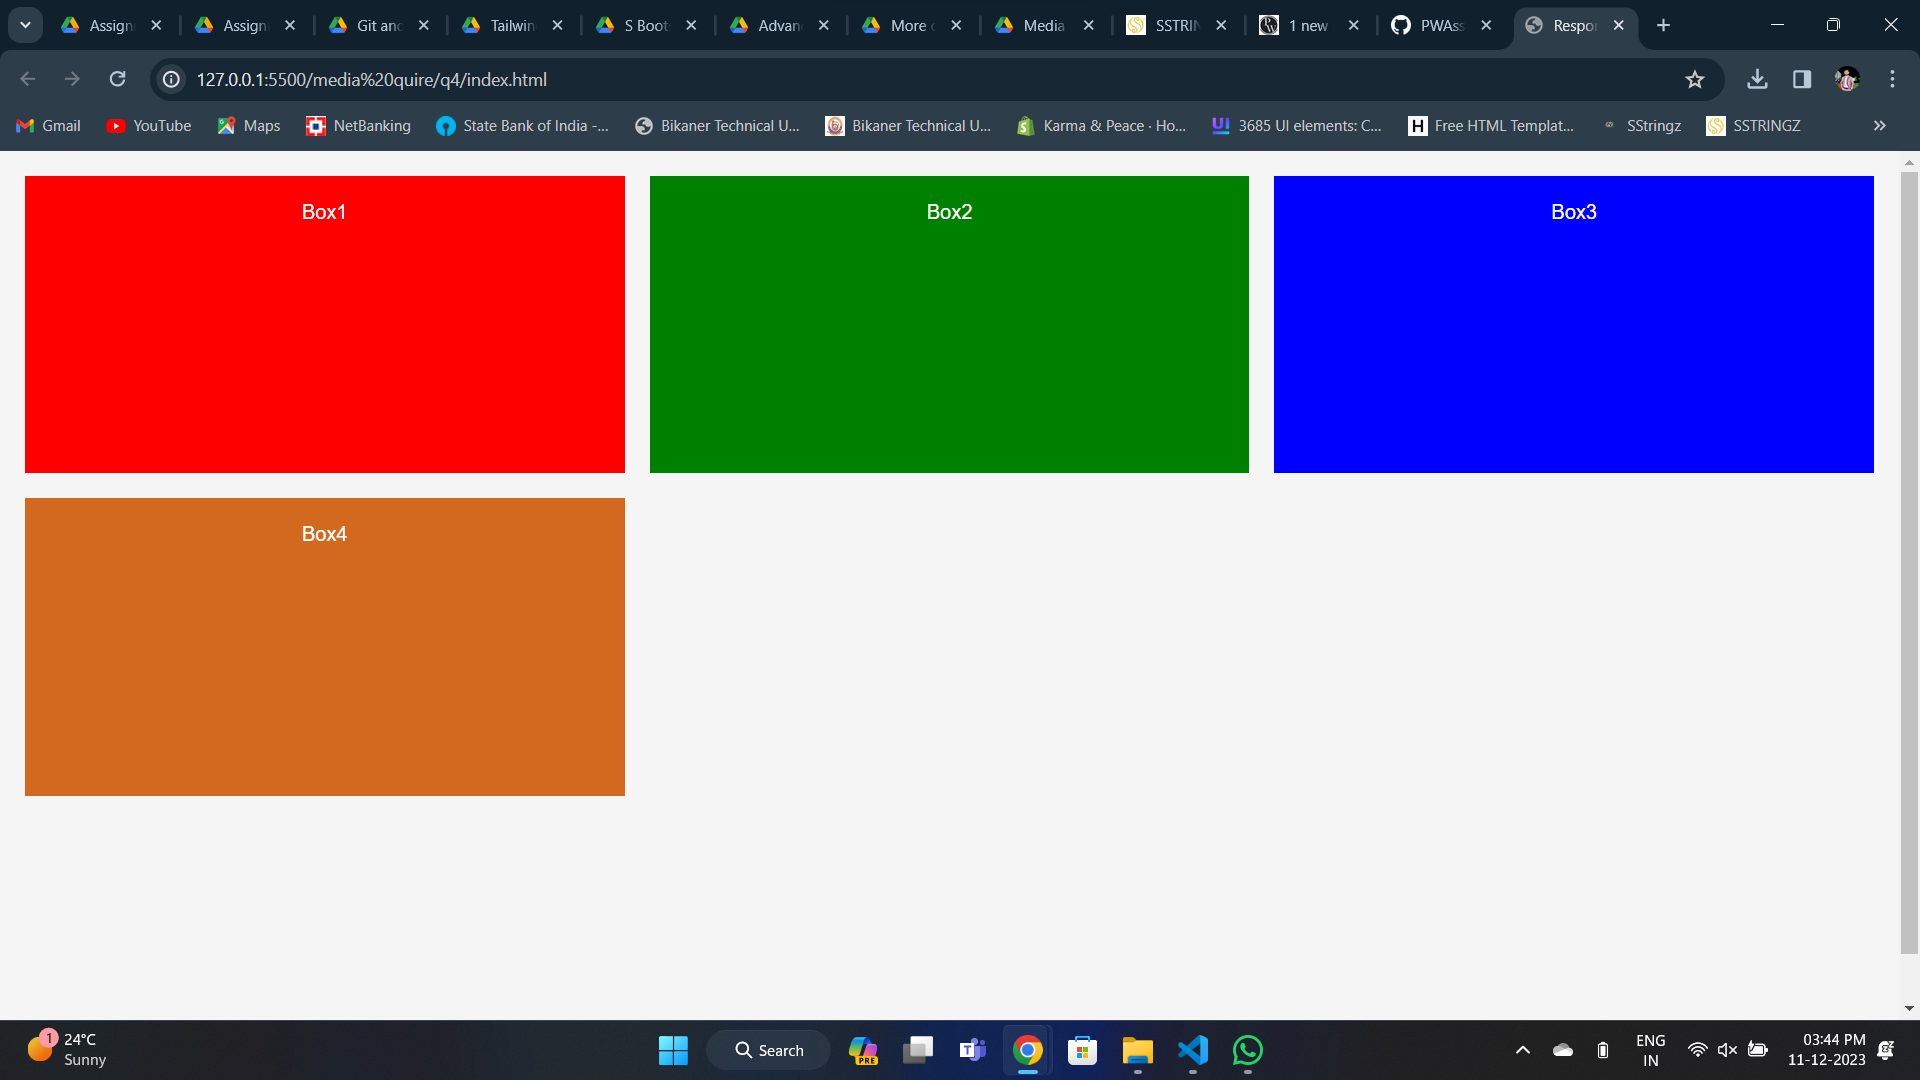 Assign
Assign
Git and
Tailwin
S Boot
Advan
More
Media
SSTRIN
1 new
PWAss
Respon
127.0.0.1:5500/media%20quire/q4/index.html
Gmail
YouTube
Maps
NetBanking
State Bank of India -...
Bikaner Technical U...
Bikaner Technical U...
Karma & Peace · Ho...
3685 UI elements: C...
Free HTML Templat...
SStringz
SSTRINGZ
Box1
Box2
Box3
Box4
1
24°C
Sunny
Search
PRE
ENG
IN
03:44 PM
11-12-2023